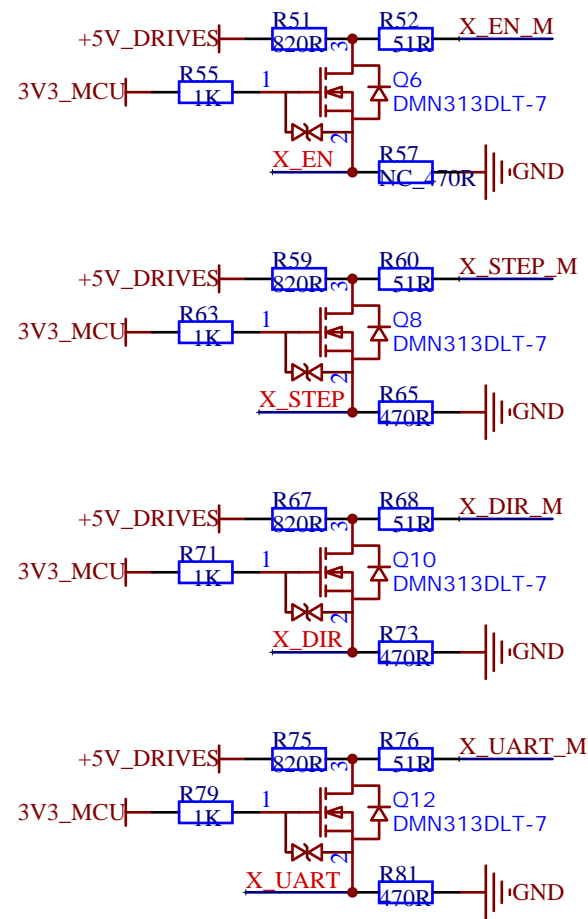 R51 R52 X_EN_M
+5V_DRIVES 820R 3 51R
R55 Q6
3V3_MCU 1K 1 DMN313DLT-7
2
X_EN R57
NC_470R GND
R59 R60 X_STEP_M
+5V_DRIVES 820R 3 51R
R63 Q8
3V3_MCU 1K 1 DMN313DLT-7
2
X_STEP R65
470R GND
R67 R68 X_DIR_M
+5V_DRIVES 820R 3 51R
R71 Q10
3V3_MCU 1K 1 DMN313DLT-7
2
X_DIR R73
470R GND
R75 R76 X_UART_M
+5V_DRIVES 820R 3 51R
R79 Q12
3V3_MCU 1K 1 DMN313DLT-7
2
X_UART R81
470R GND